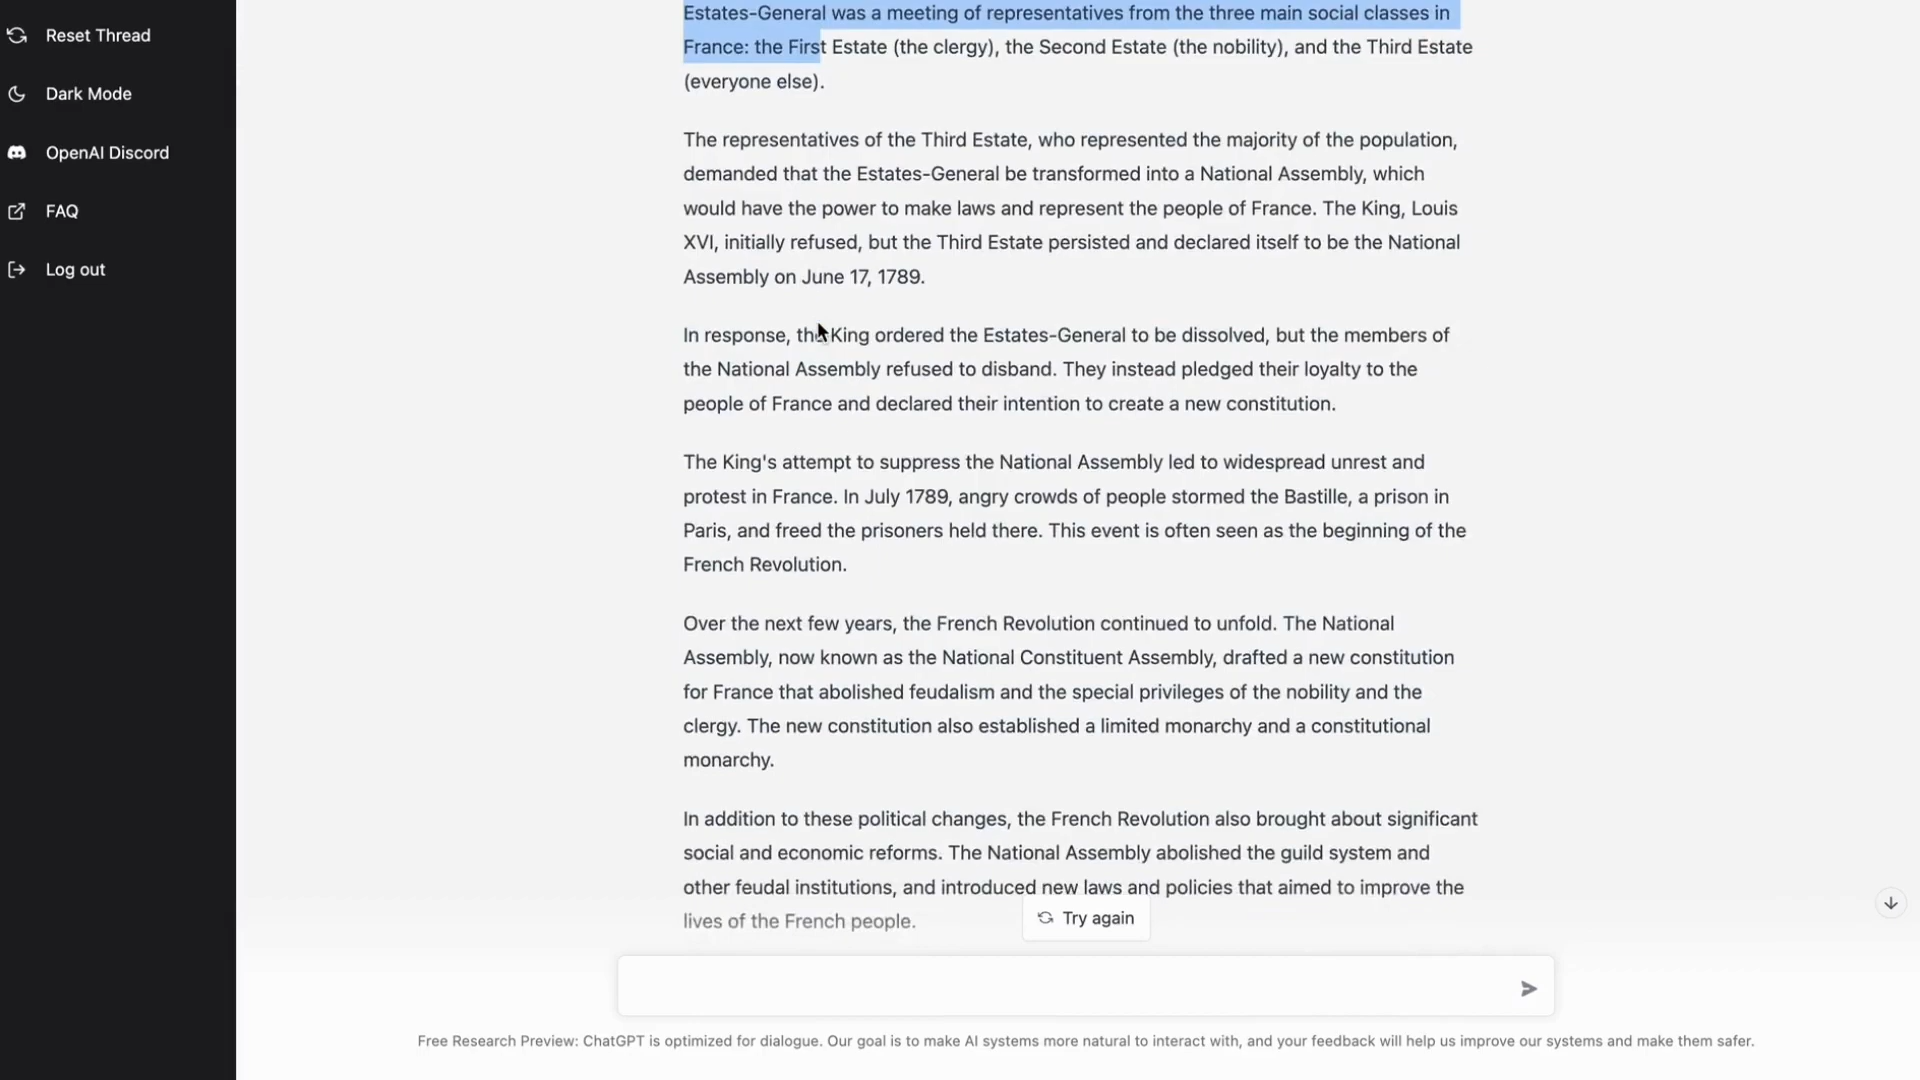 Reset Thread
Dark Mode
OpenAI Discord
FAQ
Log out
Estates-General was a meeting of representatives from the three main social classes in
France: the First Estate (the clergy), the Second Estate (the nobility), and the Third Estate
(everyone else).
The representatives of the Third Estate, who represented the majority of the population,
demanded that the Estates-General be transformed into a National Assembly, which
would have the power to make laws and represent the people of France. The King, Louis
XVI, initially refused, but the Third Estate persisted and declared itself to be the National
Assembly on June 17, 1789.
In response, the King ordered the Estates-General to be dissolved, but the members of
the National Assembly refused to disband. They instead pledged their loyalty to the
people of France and declared their intention to create a new constitution.
The King's attempt to suppress the National Assembly led to widespread unrest and
protest in France. In July 1789, angry crowds of people stormed the Bastille, a prison in
Paris, and freed the prisoners held there. This event is often seen as the beginning of the
French Revolution.
Over the next few years, the French Revolution continued to unfold. The National
Assembly, now known as the National Constituent Assembly, drafted a new constitution
for France that abolished feudalism and the special privileges of the nobility and the
clergy. The new constitution also established a limited monarchy and a constitutional
monarchy.
In addition to these political changes, the French Revolution also brought about significant
social and economic reforms. The National Assembly abolished the guild system and
other feudal institutions, and introduced new laws and policies that aimed to improve the
lives of the French people.
Try again
Free Research Preview: ChatGPT is optimized for dialogue. Our goal is to make AI systems more natural to interact with, and your feedback will help us improve our systems and make them safer.